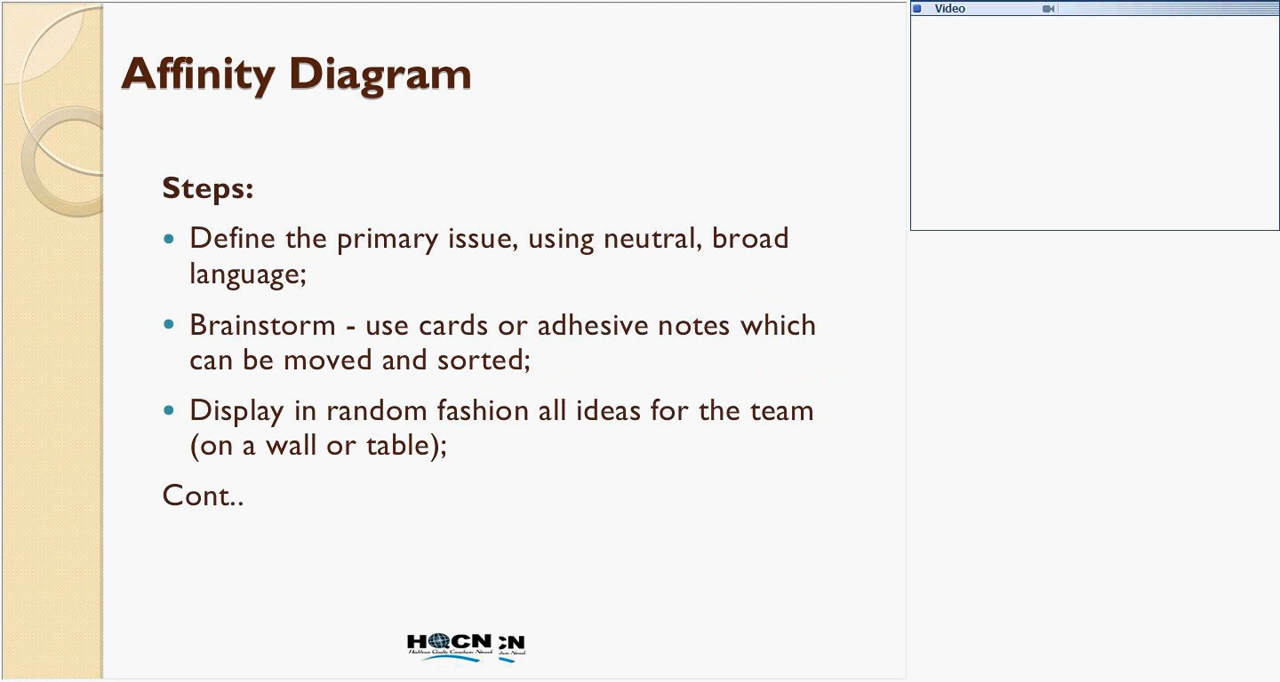 Affinity Diagram
Steps:
• Define the primary issue, using neutral, broad
language;
• Brainstorm - use cards or adhesive notes which
can be moved and sorted;
• Display in random fashion all ideas for the team
(on a wall or table);
Cont..
HQCN CN
Video